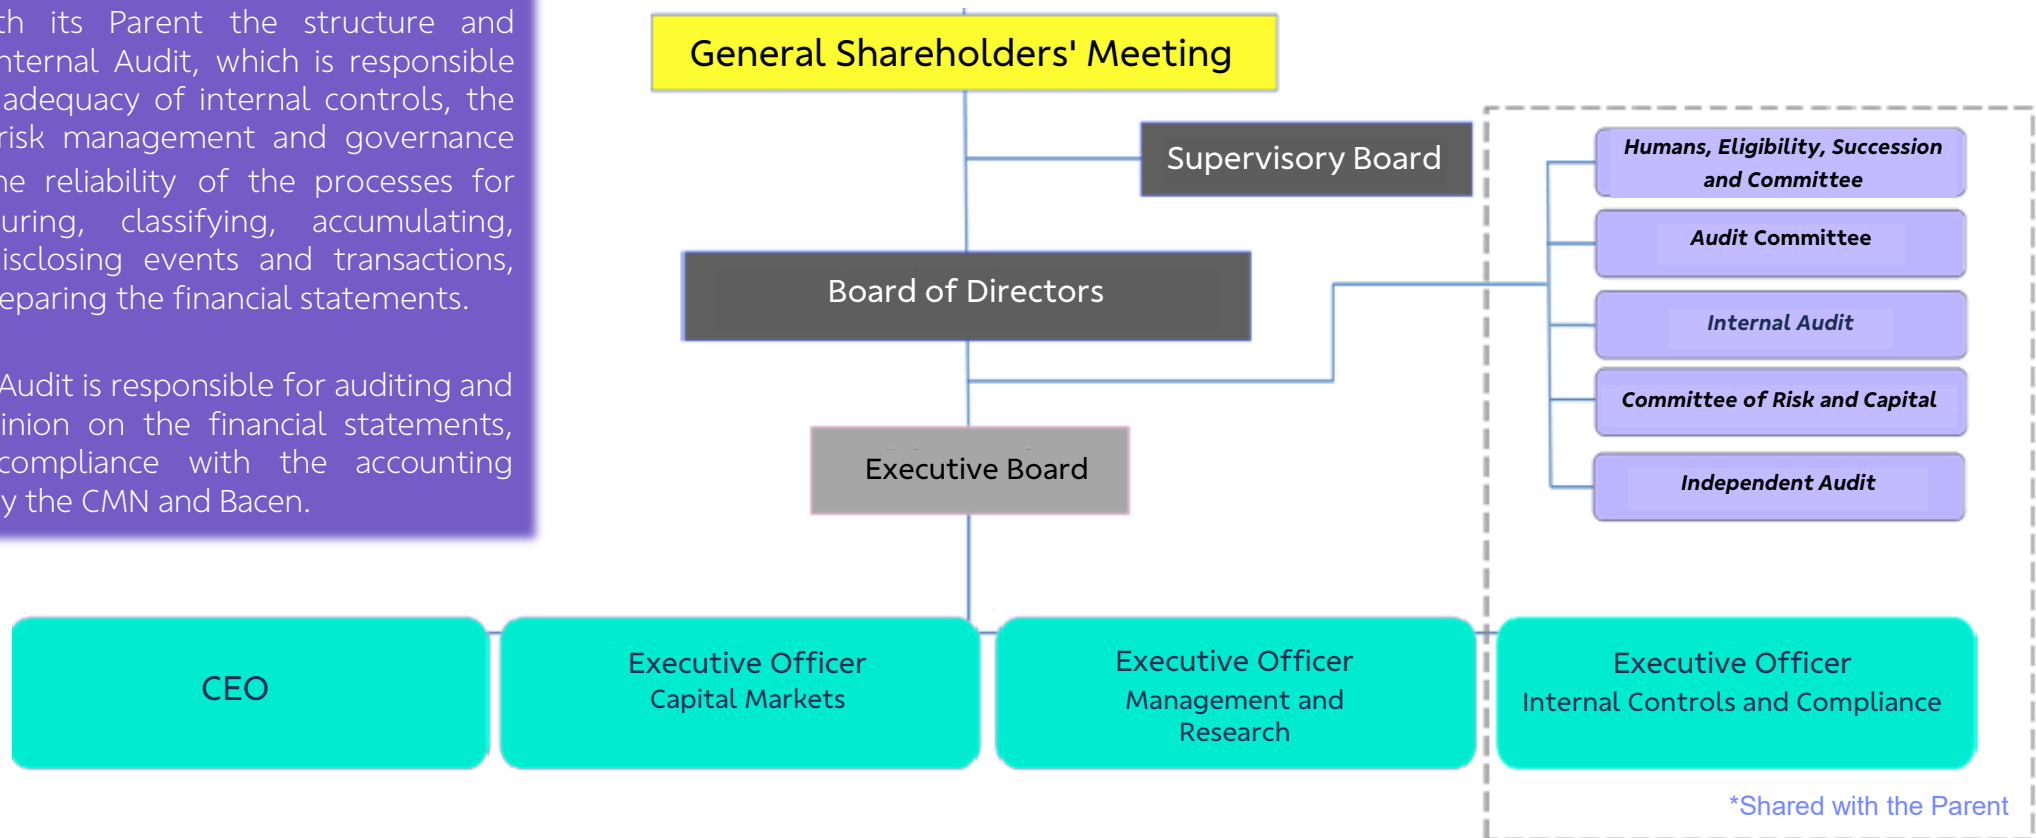 th its Parent the structure and
nternal Audit, which is responsible
adequacy of internal controls, the
risk management and governance
ne reliability of the processes for
uring, classifying, accumulating,
isclosing events and transactions,
eparing the financial statements.
Audit is responsible for auditing and
inion on the financial statements,
compliance with the accounting
y the CMN and Bacen.
General Shareholders' Meeting
Supervisory Board
Board of Directors
Executive Board
Humans, Eligibility, Succession
and Committee
Audit Committee
Internal Audit
Committee of Risk and Capital
Independent Audit
CEO
Executive Officer
Capital Markets
Executive Officer
Management and
Research
Executive Officer
Internal Controls and Compliance
*Shared with the Parent